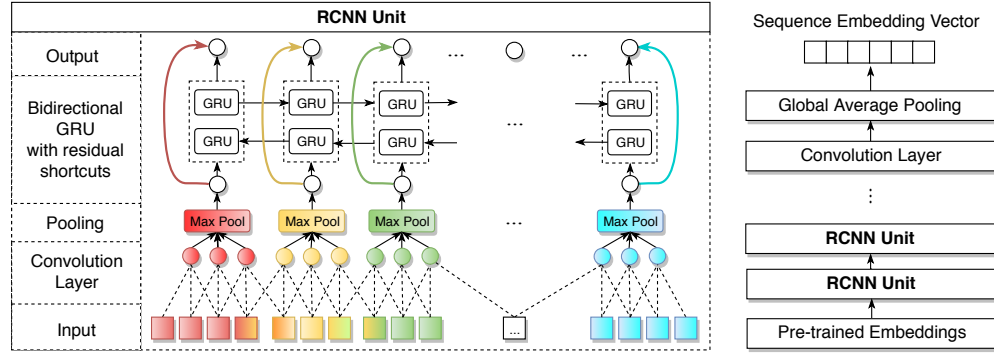 RCNN Unit
Output
...
...
Bidirectional
GRU
with residual
shortcuts
GRU
GRU
GRU
GRU
GRU
GRU
GRU
GRU
...
Pooling
Max Pool
Max Pool
Max Pool
...
Max Pool
Convolution
Layer
Input
...
Sequence Embedding Vector
Global Average Pooling
Convolution Layer
...
RCNN Unit
RCNN Unit
Pre-trained Embeddings